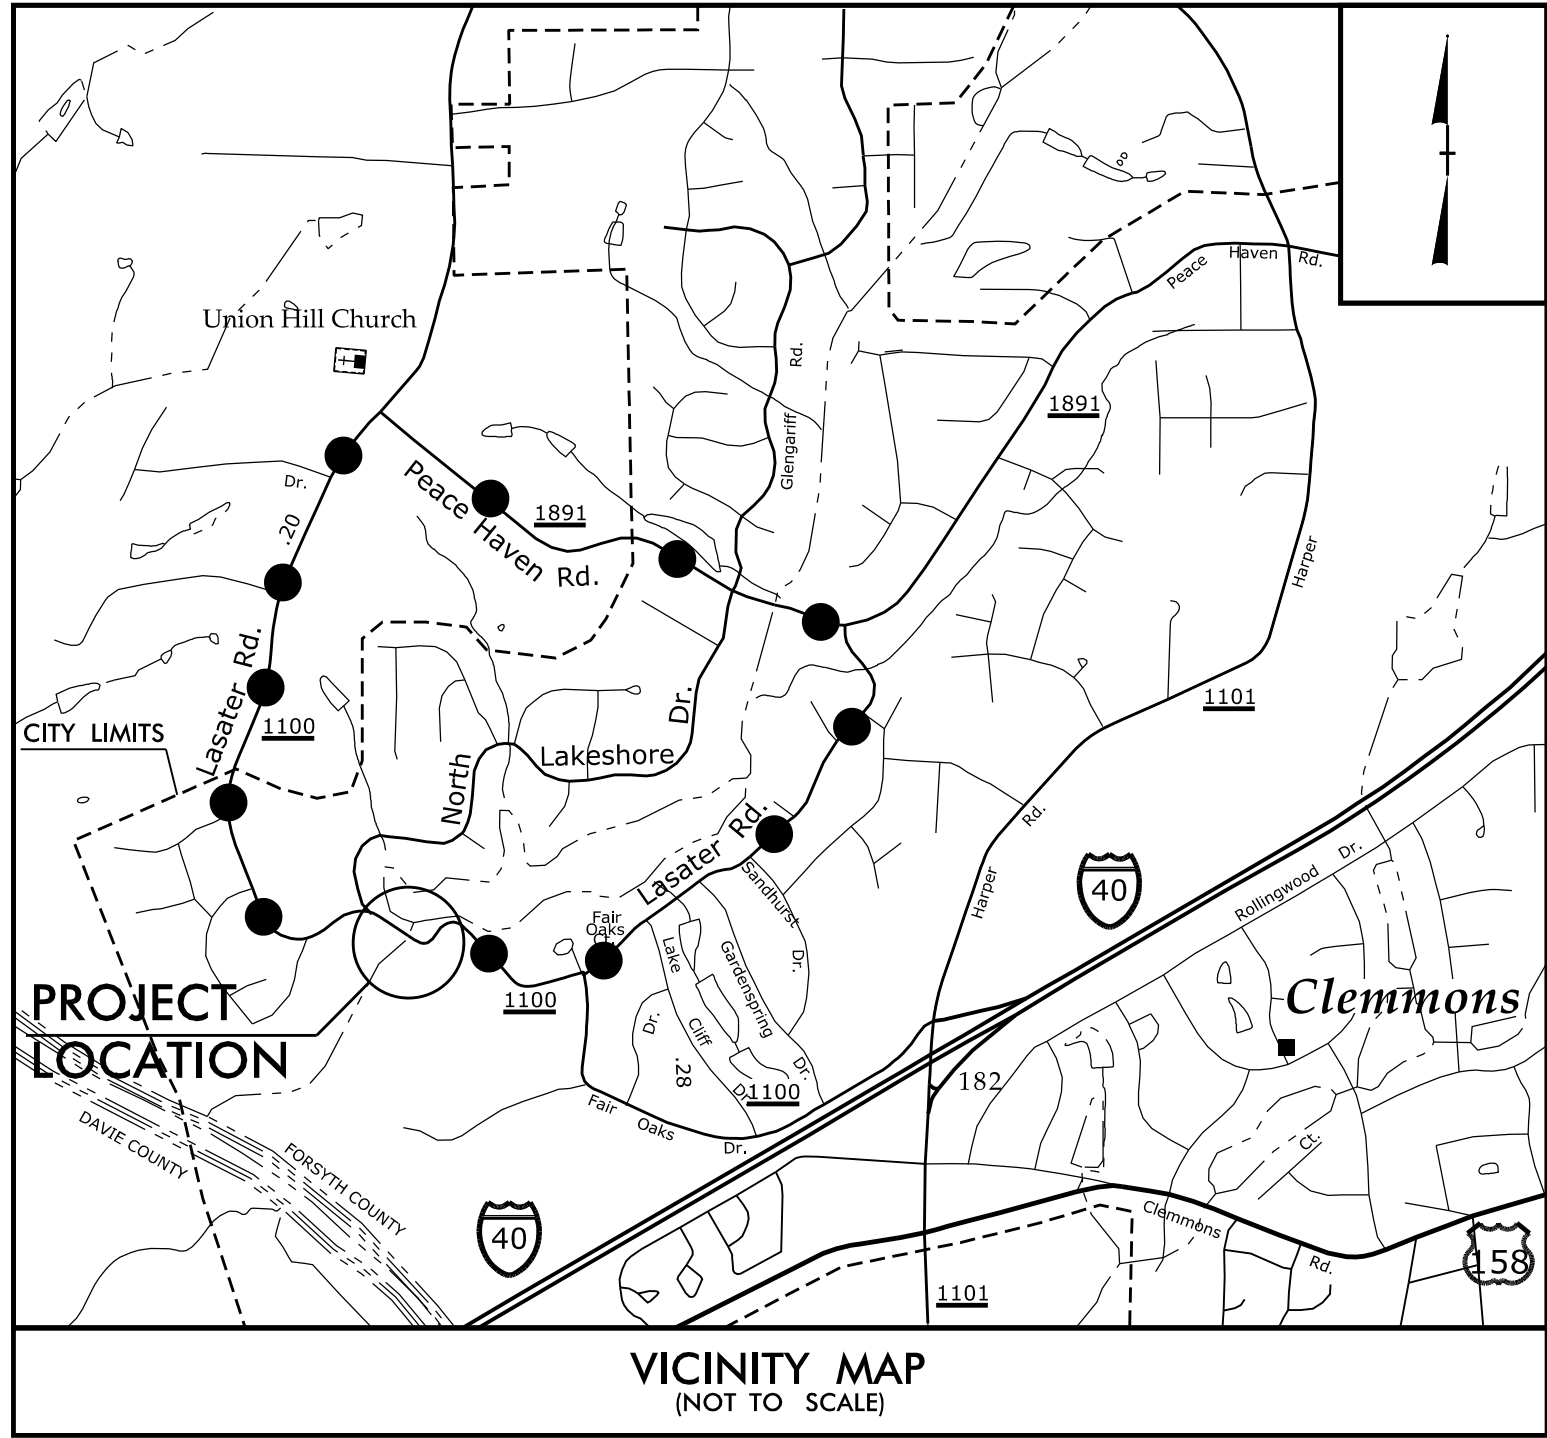 Peace Haven Rd.
Union Hill Church
Rd.
Glengariff
1891
Dr.
.20
Peace Haven Rd.
1891
Harper
Lasater Rd.
1100
CITY LIMITS
1101
Dr.
North Lakeshore
Rd.
Lasater Rd.
Harper
40
Rollingwood Dr.
Sandhurst
Dr.
Fair
Oaks
Ct.
Lake
Cliff
Dr.
Gardenspring
Dr.
1100
Dr.
.28
1100
PROJECT
LOCATION
Clemmons
182
DAVIE COUNTY
FORSYTH COUNTY
Fair Oaks Dr.
Ct.
40
Clemmons Rd.
158
1101
VICINITY MAP
(NOT TO SCALE)